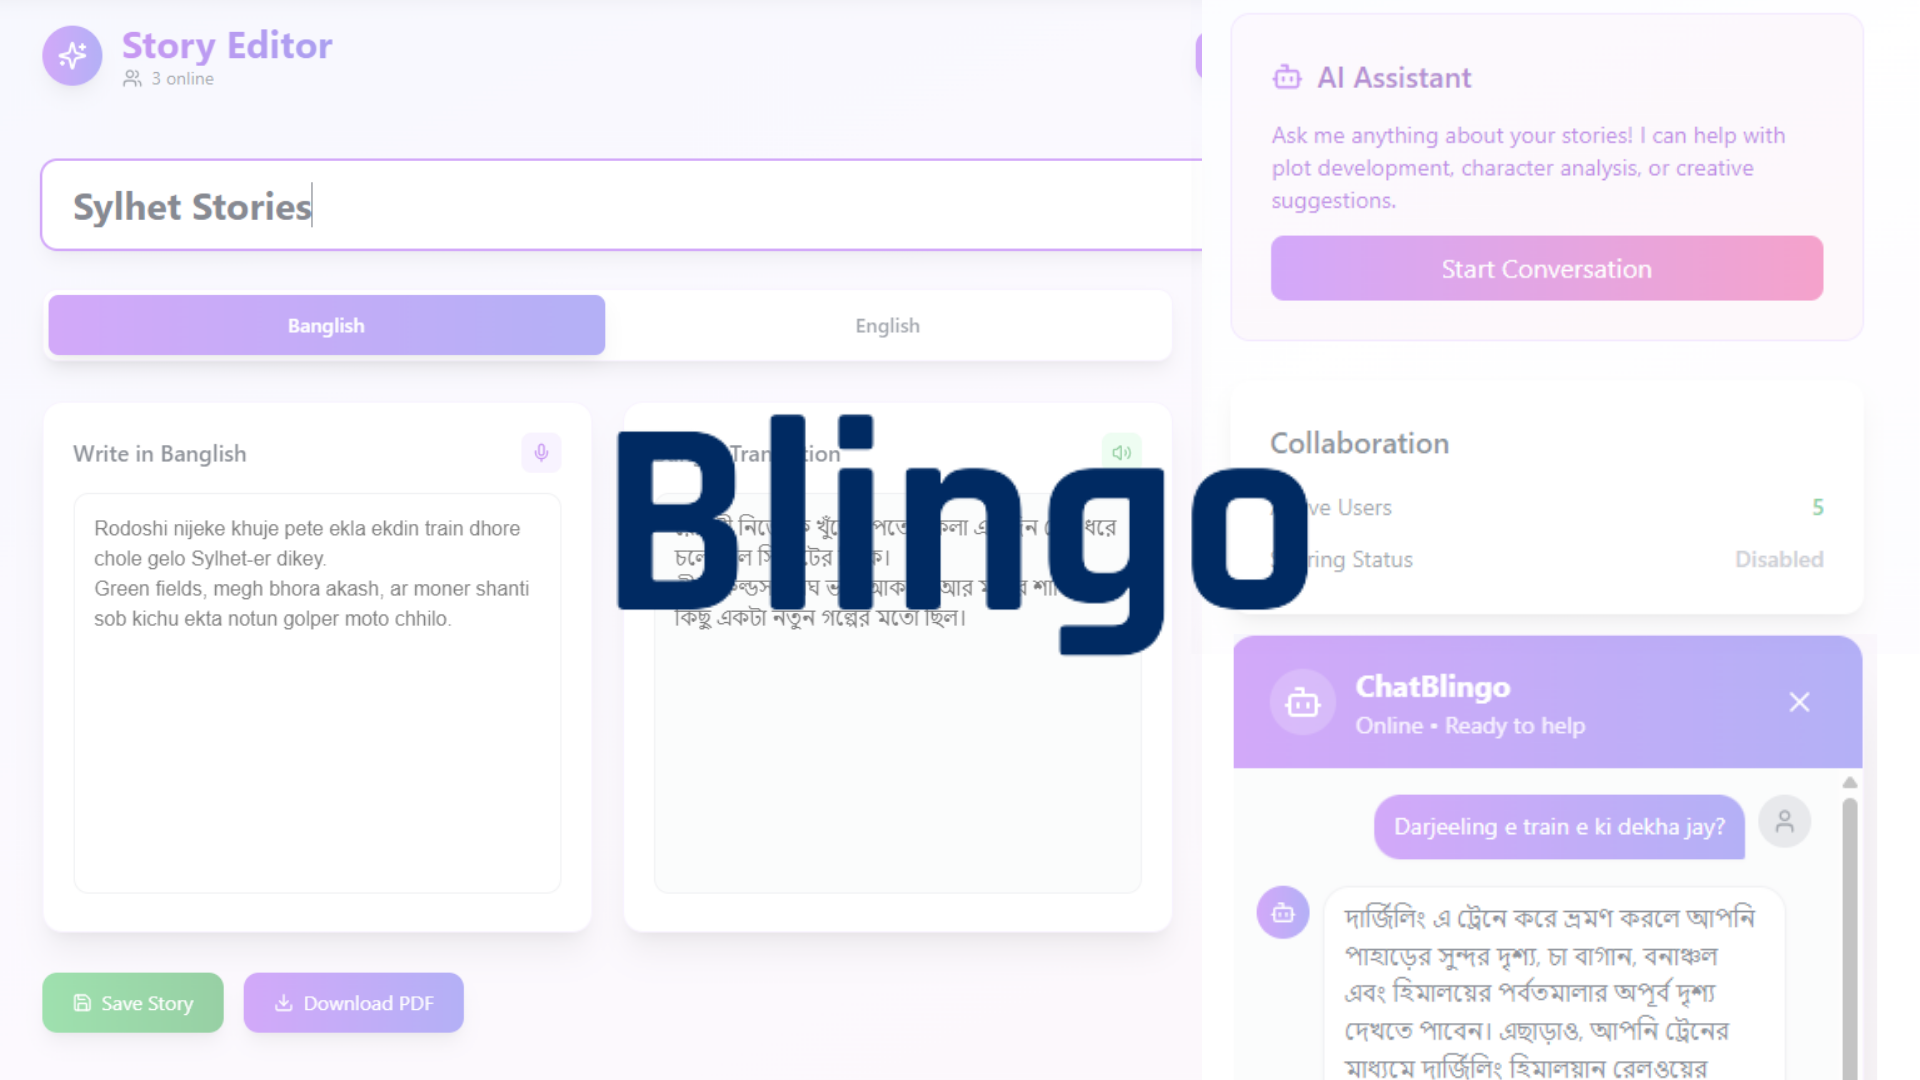 Story Editor
3 online
Sylhet Stories
Banglish
English
Write in Banglish
Rodoshi nijeke khuje pete ekla ekdin train dhore
chole gelo Sylhet-er dikey.
Green fields, megh bhora akash, ar moner shanti
sob kichu ekta notun golper moto chhilo.
ধরে
আর
কিছু একটা নতুন গল্পের মতো ছিল।
Save Story
Download PDF
Blingo
AI Assistant
Ask me anything about your stories! I can help with
plot development, character analysis, or creative
suggestions.
Start Conversation
Collaboration
Users
5
Status
Disabled
ChatBlingo
Online • Ready to help
Darjeeling e train e ki dekha jay?
দার্জিলিং এ ট্রেনে করে ভ্রমণ করলে আপনি
পাহাড়ের সুন্দর দৃশ্য, চা বাগান, বনাঞ্চল
এবং হিমালয়ের পর্বতমালার অপূর্ব দৃশ্য
দেখতে পাবেন। এছাড়াও, আপনি ট্রেনের
মাধ্যমে দার্জিলিং হিমালয়ান রেলওয়ের